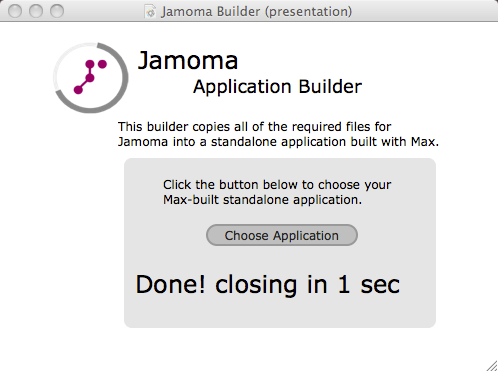 Jamoma Builder (presentation)
Jamoma
Application Builder
This builder copies all of the required files for
Jamoma into a standalone application built with Max.
Click the button below to choose your
Max-built standalone application.
Choose Application
Done! closing in 1 sec